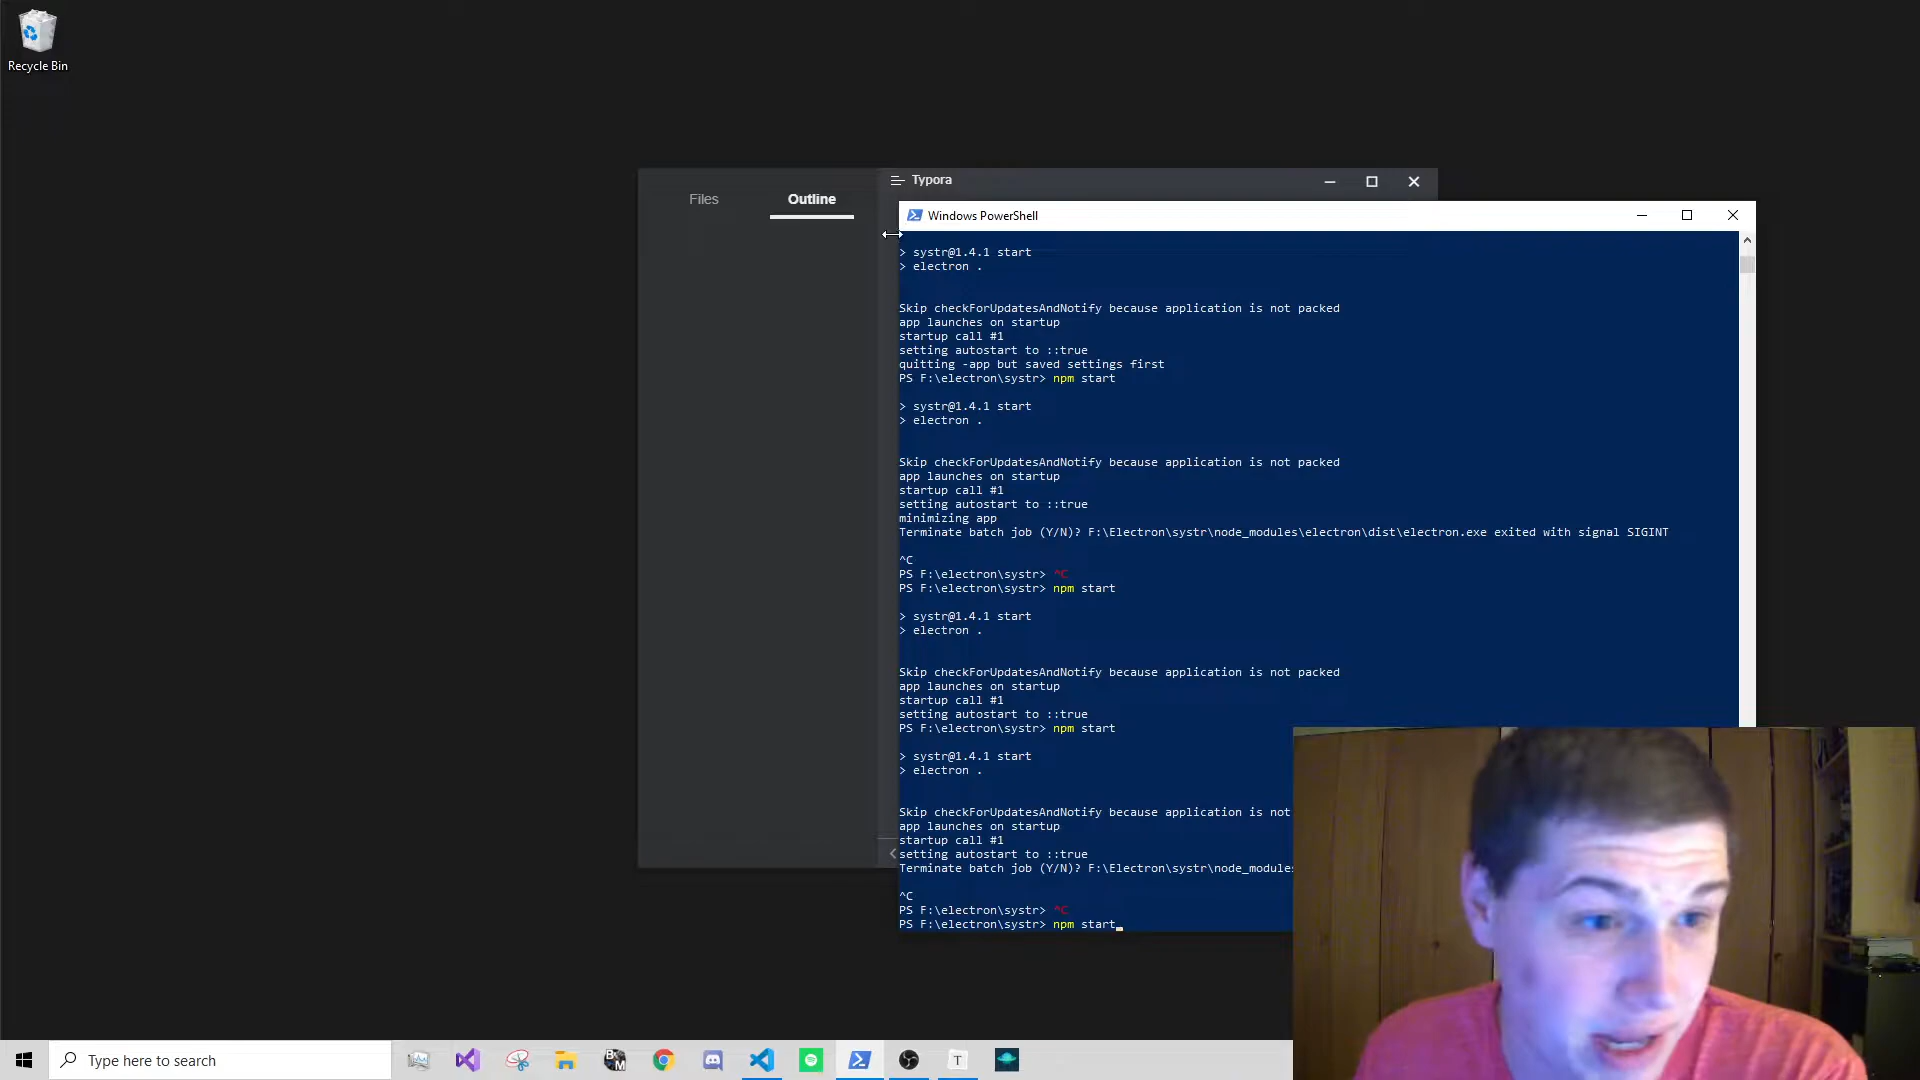 Recycle Bin
Files
Outline
Typora
Windows PowerShell
> systr@1.4.1 start
> electron .
Skip checkForUpdatesAndNotify because application is not packed
app launches on startup
startup call #1
setting autostart to ::true
quitting -app but saved settings first
PS F:\electron\systr> npm start
> systr@1.4.1 start
> electron .
Skip checkForUpdatesAndNotify because application is not packed
app launches on startup
startup call #1
setting autostart to ::true
minimizing app
Terminate batch job (Y/N)? F:\Electron\systr\node_modules\electron\dist\electron.exe exited with signal SIGINT
^C
PS F:\electron\systr> ^C
PS F:\electron\systr> npm start
> systr@1.4.1 start
> electron .
Skip checkForUpdatesAndNotify because application is not packed
app launches on startup
startup call #1
setting autostart to ::true
PS F:\electron\systr> npm start
> systr@1.4.1 start
> electron .
Skip checkForUpdatesAndNotify because application is not
app launches on startup
startup call #1
setting autostart to ::true
Terminate batch job (Y/N)? F:\Electron\systr\node_modules
^C
PS F:\electron\systr> ^C
PS F:\electron\systr> npm start
Type here to search
T